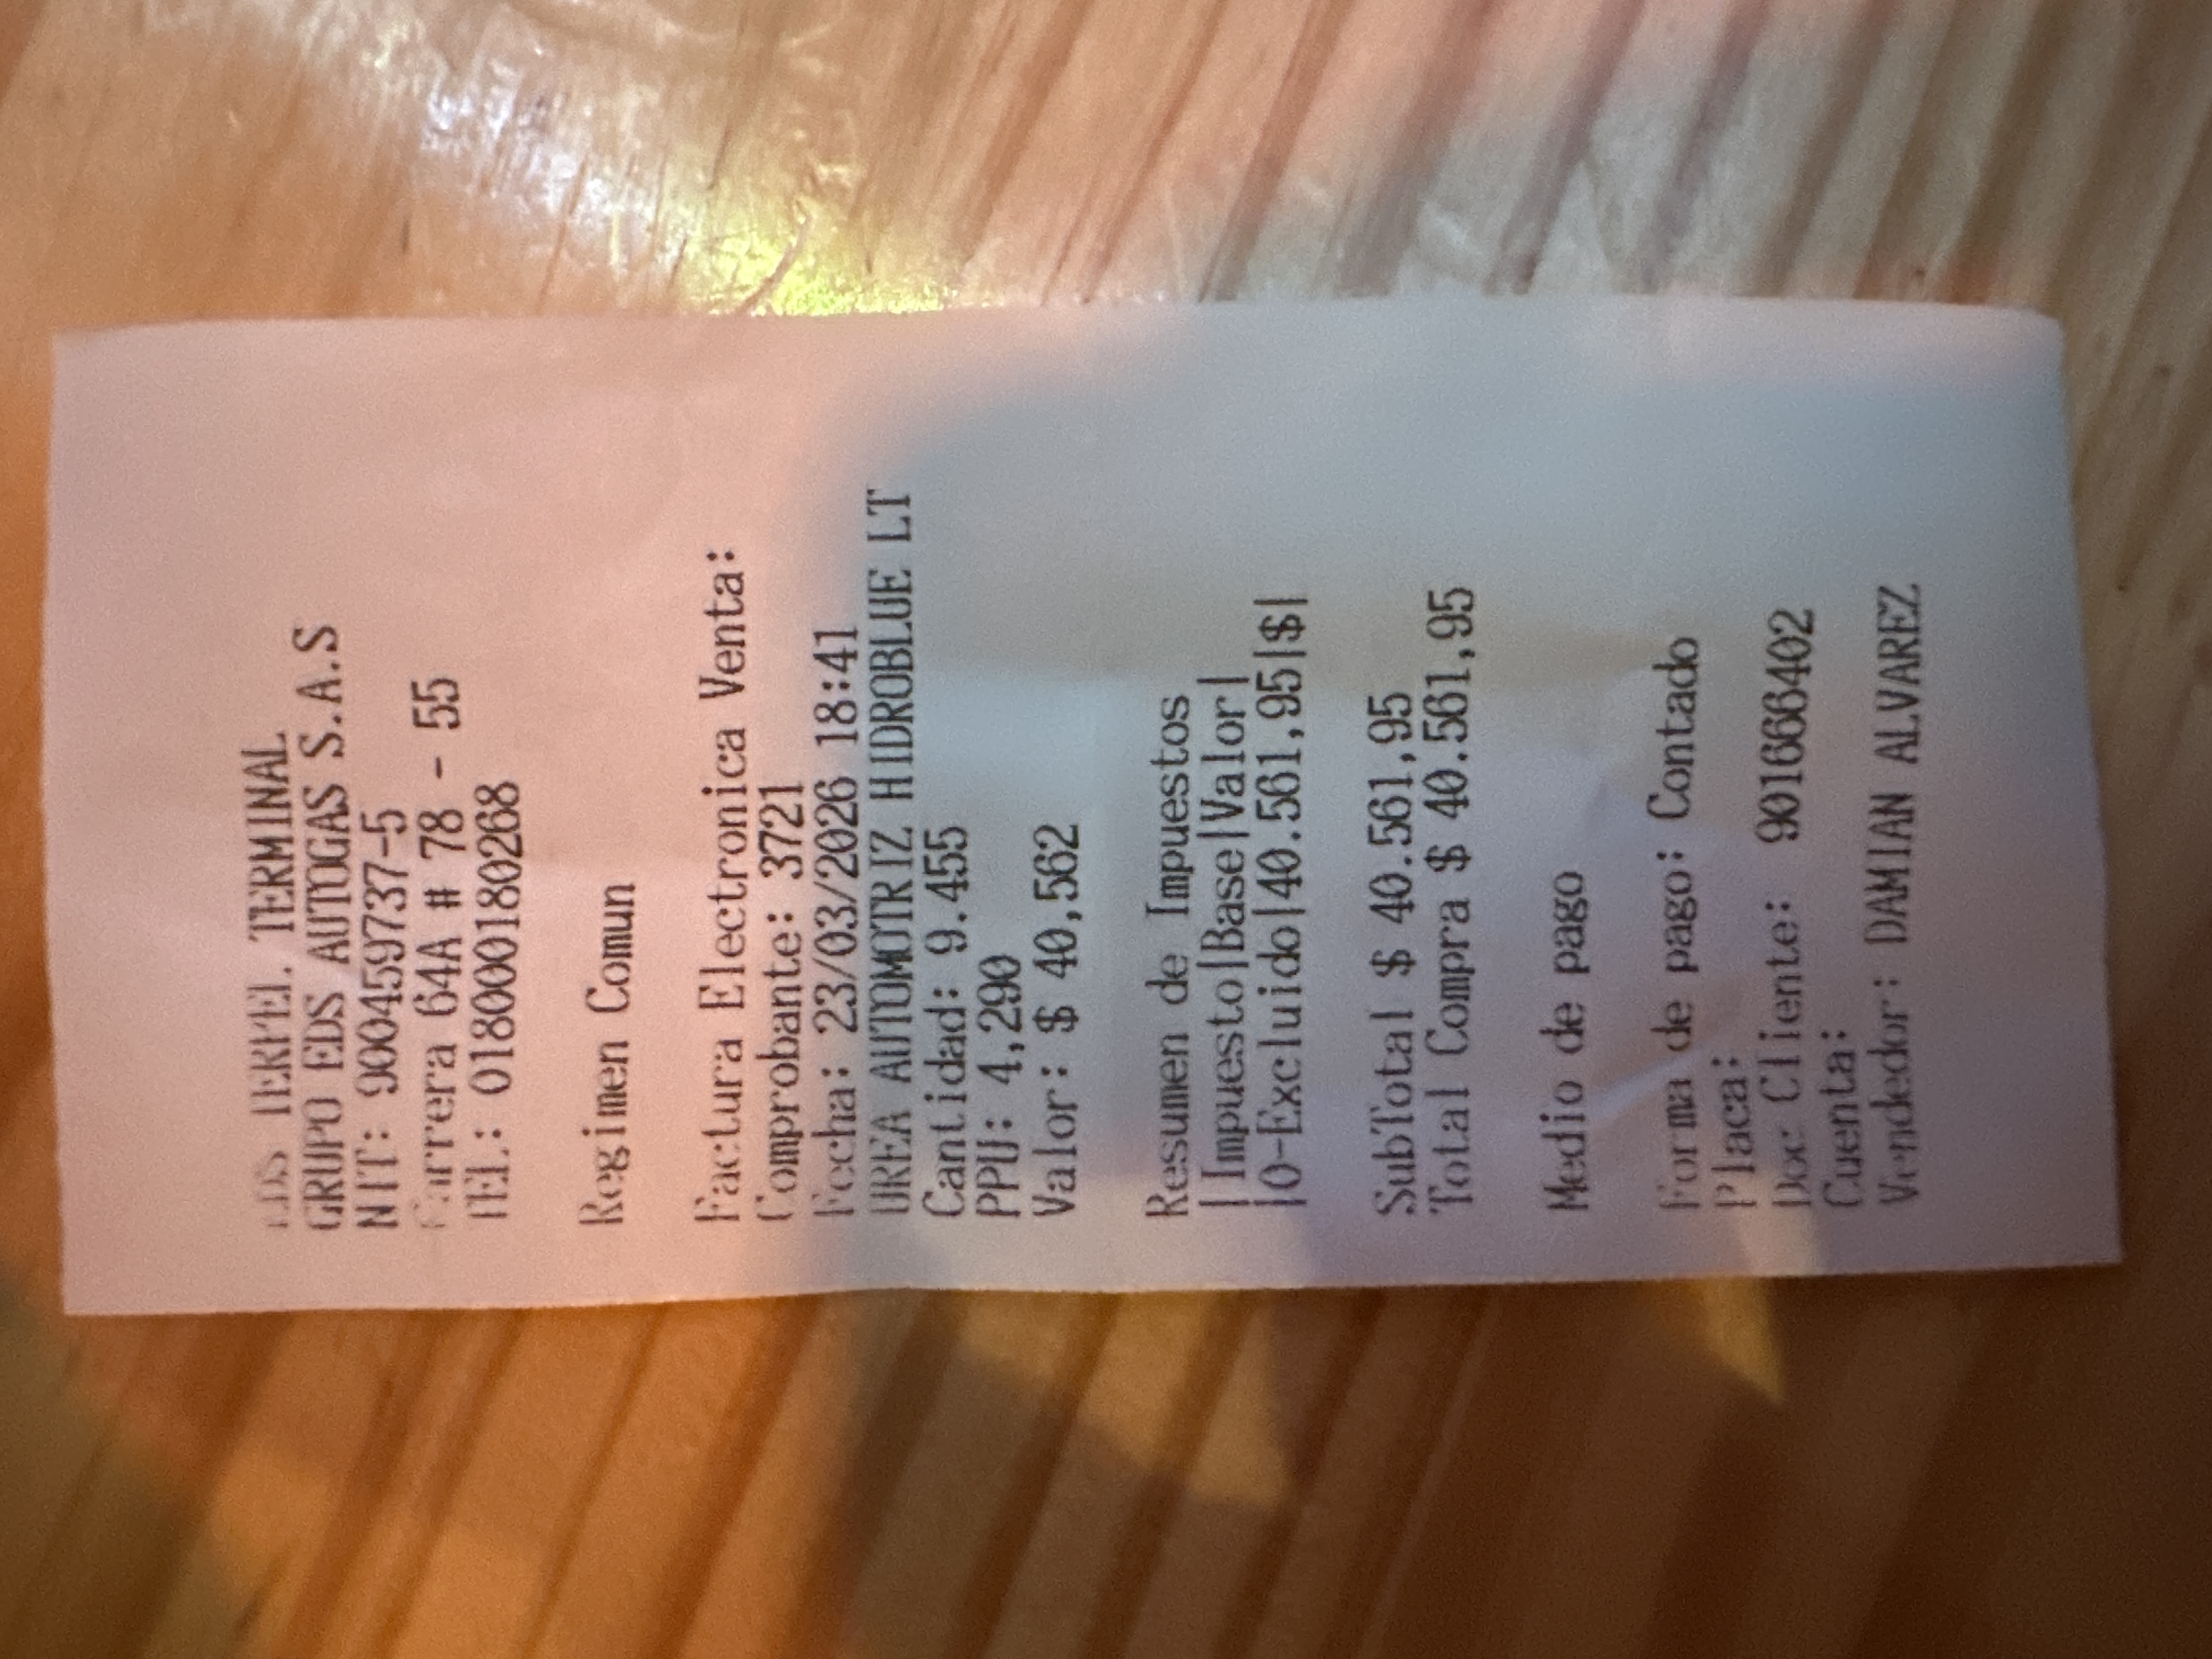 EDS TERPEL TERMINAL
GRUPO EDS AUTOGAS S.A.S
NIT: 900459737-5
Carrera 64A # 78 - 55
TEL: 018000180268
Regimen Comun
Factura Electronica Venta:
Comprobante: 3721
Fecha: 23/03/2026 18:41
UREA AUTOMOTRIZ HIDROBLUE LT
Cantidad: 9.455
PPU: 4,290
Valor: $ 40,562
Resumen de Impuestos
|Impuesto|Base|Valor|
|O-Excluido|40.561,95|$|
SubTotal $ 40.561,95
Total Compra $ 40.561,95
Medio de pago
Forma de pago: Contado
Placa:
Doc Cliente: 901666402
Cuenta:
Vendedor: DAMIAN ALVAREZ